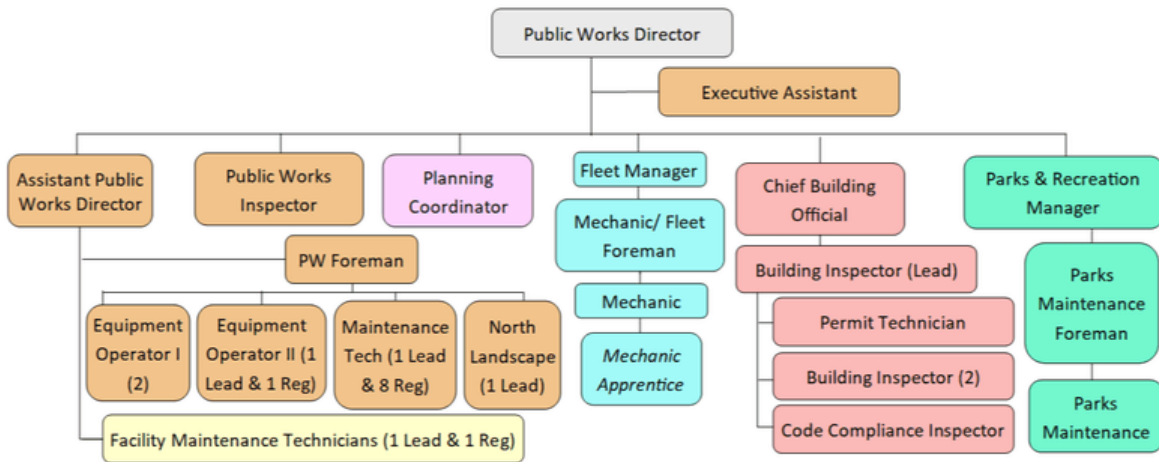 Public Works Director
Executive Assistant
Assistant Public
Works Director
Public Works
Inspector
Planning
Coordinator
Fleet Manager
Chief Building
Official
Parks & Recreation
Manager
Mechanic/ Fleet
Foreman
PW Foreman
Building Inspector (Lead)
Parks
Maintenance
Foreman
Equipment
Operator I
(2)
Equipment
Operator II (1
Lead & 1 Reg)
Maintenance
Tech (1 Lead
& 8 Reg)
North
Landscape
(1 Lead)
Mechanic
Mechanic
Apprentice
Permit Technician
Building Inspector (2)
Code Compliance Inspector
Parks
Maintenance
Facility Maintenance Technicians (1 Lead & 1 Reg)